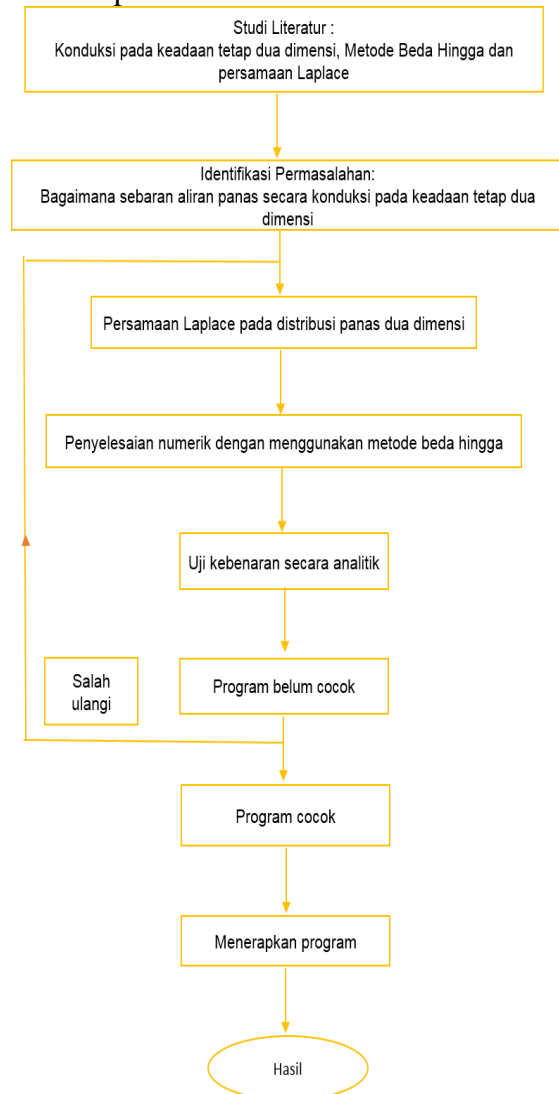 Studi Literatur :
Konduksi pada keadaan tetap dua dimensi, Metode Beda Hingga dan
persamaan Laplace
Identifikasi Permasalahan:
Bagaimana sebaran aliran panas secara konduksi pada keadaan tetap dua
dimensi
Persamaan Laplace pada distribusi panas dua dimensi
Penyelesaian numerik dengan menggunakan metode beda hingga
Uji kebenaran secara analitik
Salah
ulangi
Program belum cocok
Program cocok
Menerapkan program
Hasil